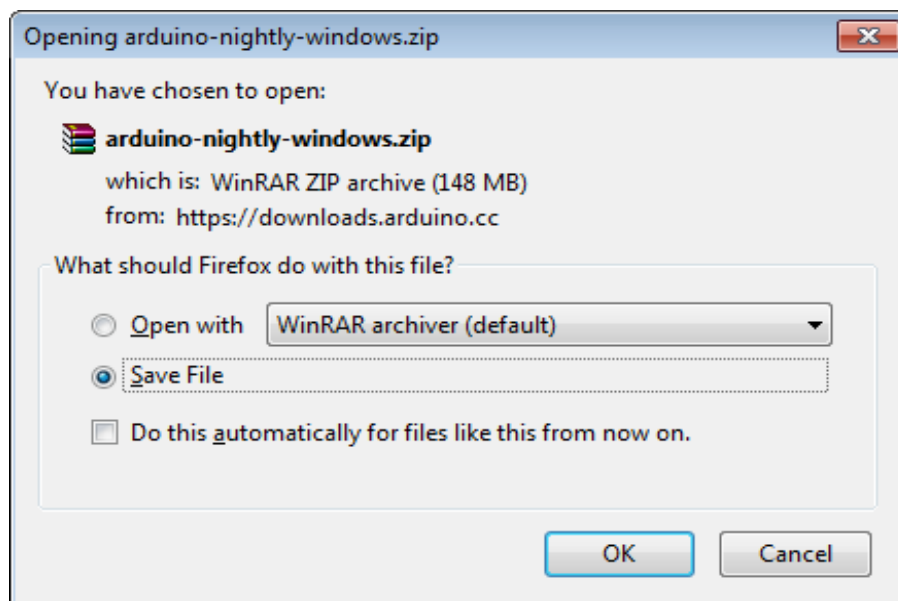 Opening arduino-nightly-windows.zip
You have chosen to open:
arduino-nightly-windows.zip
which is: WinRAR ZIP archive (148 MB)
from: https://downloads.arduino.cc
What should Firefox do with this file?
Open with WinRAR archiver (default)
Save File
Do this automatically for files like this from now on.
OK Cancel